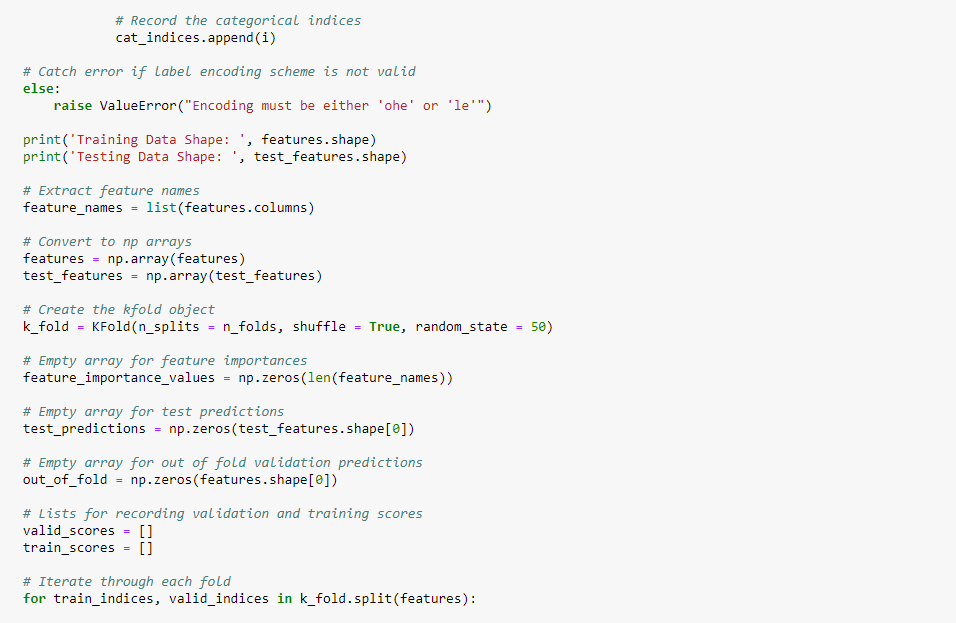 # Record the categorical indices
cat_indices.append(i)
# Catch error if label encoding scheme is not valid
else:
raise ValueError("Encoding must be either 'ohe' or 'le'")
print('Training Data Shape: ', features.shape)
print('Testing Data Shape: ', test_features.shape)
# Extract feature names
feature_names = list(features.columns)
# Convert to np arrays
features = np.array(features)
test_features = np.array(test_features)
# Create the kfold object
k_fold = KFold(n_splits = n_folds, shuffle = True, random_state = 50)
# Empty array for feature importances
feature_importance_values = np.zeros(len(feature_names))
# Empty array for test predictions
test_predictions = np.zeros(test_features.shape[0])
# Empty array for out of fold validation predictions
out_of_fold = np.zeros(features.shape[0])
# Lists for recording validation and training scores
valid_scores = []
train_scores = []
# Iterate through each fold
for train_indices, valid_indices in k_fold.split(features):